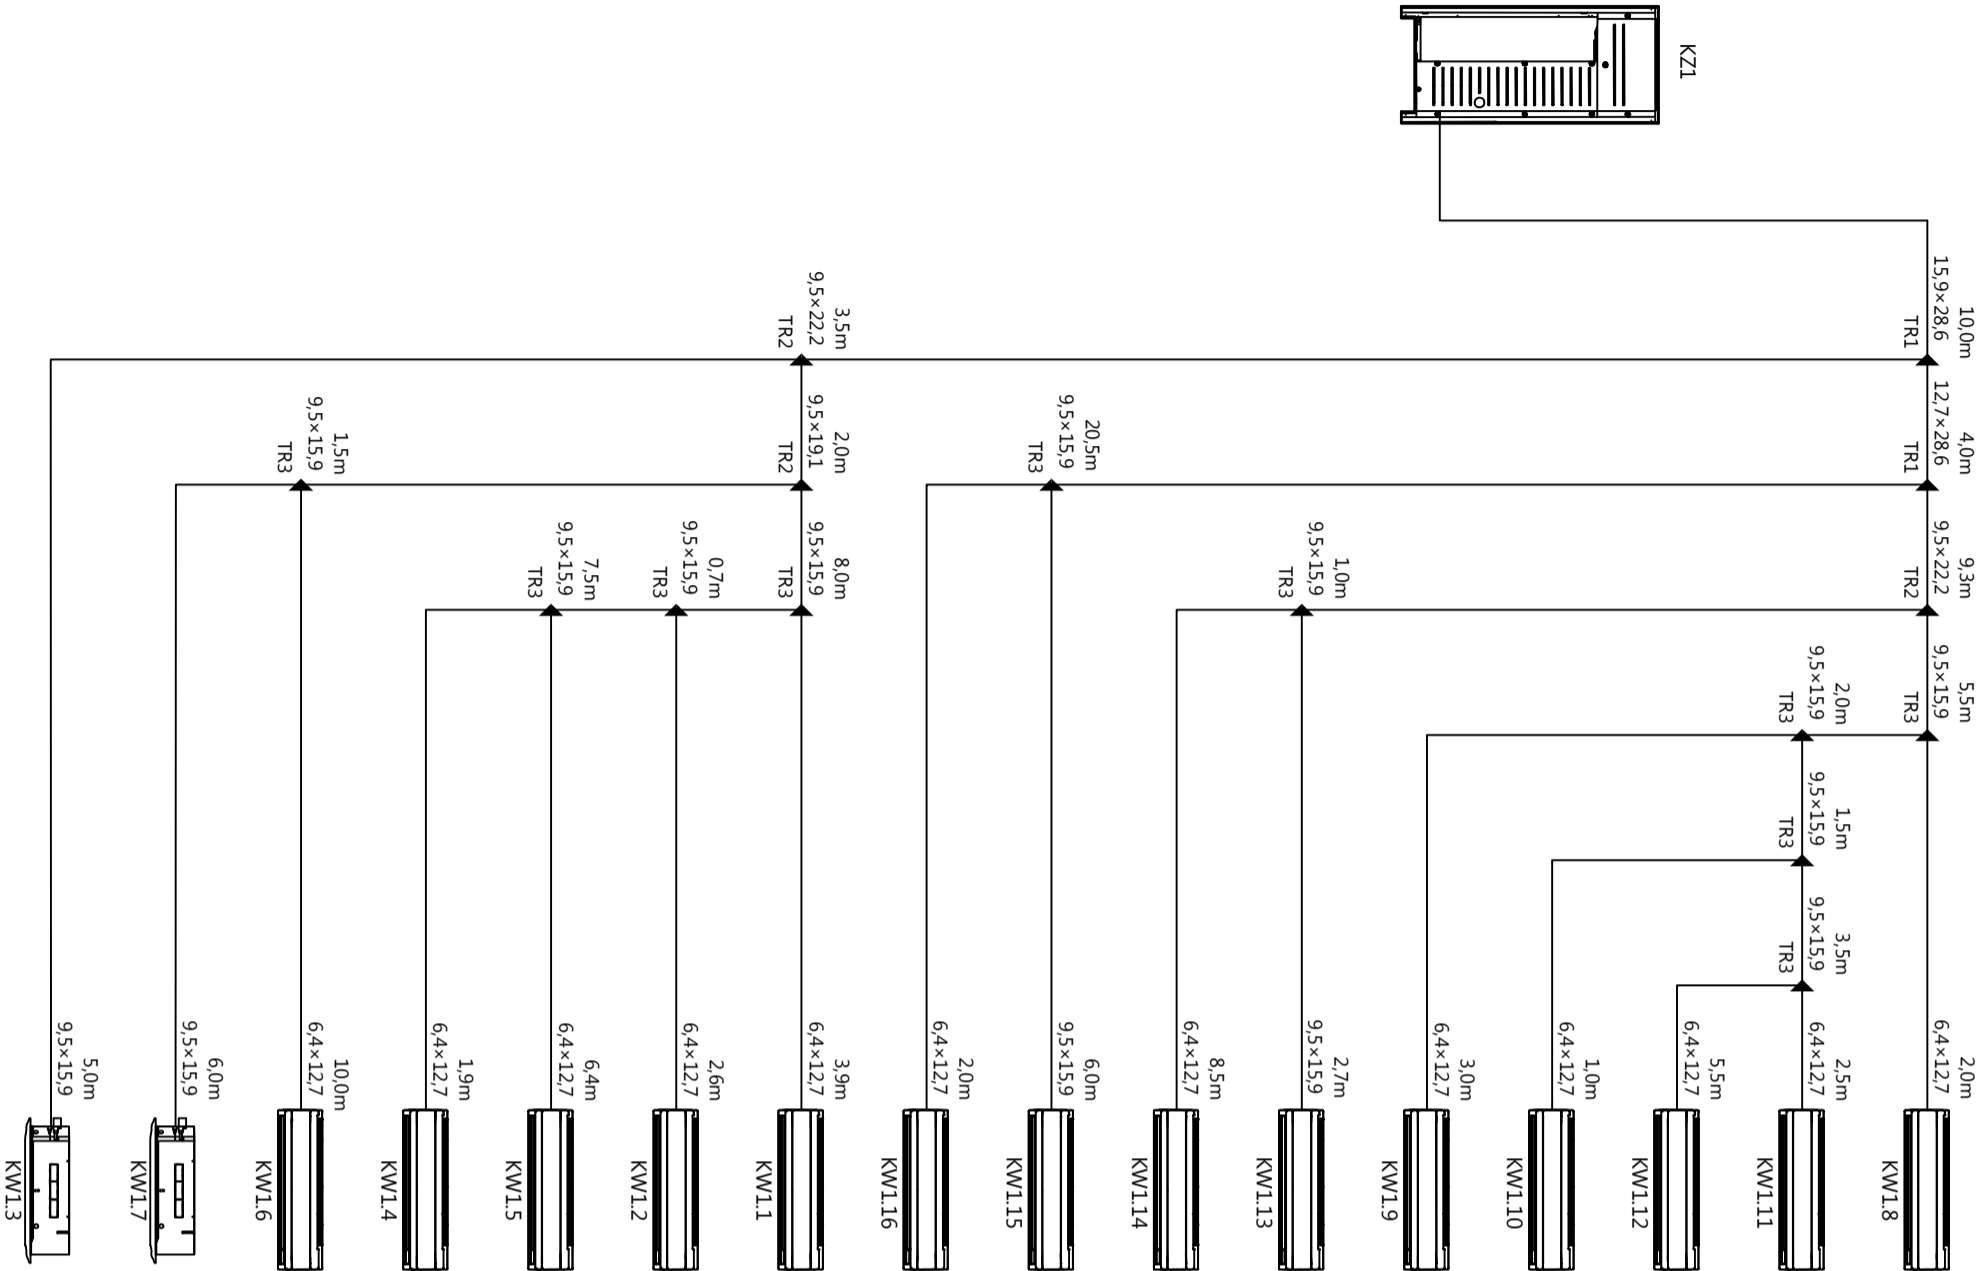 KZ1
10,0m
15,9×28,6
TR1
4,0m
12,7×28,6
TR1
9,3m
9,5×22,2
TR2
5,5m
9,5×15,9
TR3
2,0m
6,4×12,7
KW1.8
2,0m
9,5×15,9
TR3
1,5m
9,5×15,9
TR3
3,5m
9,5×15,9
TR3
2,5m
6,4×12,7
KW1.11
5,5m
6,4×12,7
KW1.12
1,0m
6,4×12,7
KW1.10
3,0m
6,4×12,7
KW1.9
1,0m
9,5×15,9
TR3
2,7m
9,5×15,9
KW1.13
8,5m
6,4×12,7
KW1.14
20,5m
9,5×15,9
TR3
6,0m
9,5×15,9
KW1.15
2,0m
6,4×12,7
KW1.16
3,5m
9,5×22,2
TR2
2,0m
9,5×19,1
TR2
8,0m
9,5×15,9
TR3
3,9m
6,4×12,7
KW1.1
0,7m
9,5×15,9
TR3
2,6m
6,4×12,7
KW1.2
7,5m
9,5×15,9
TR3
6,4m
6,4×12,7
KW1.5
1,9m
6,4×12,7
KW1.4
1,5m
9,5×15,9
TR3
10,0m
6,4×12,7
KW1.6
6,0m
9,5×15,9
KW1.7
5,0m
9,5×15,9
KW1.3